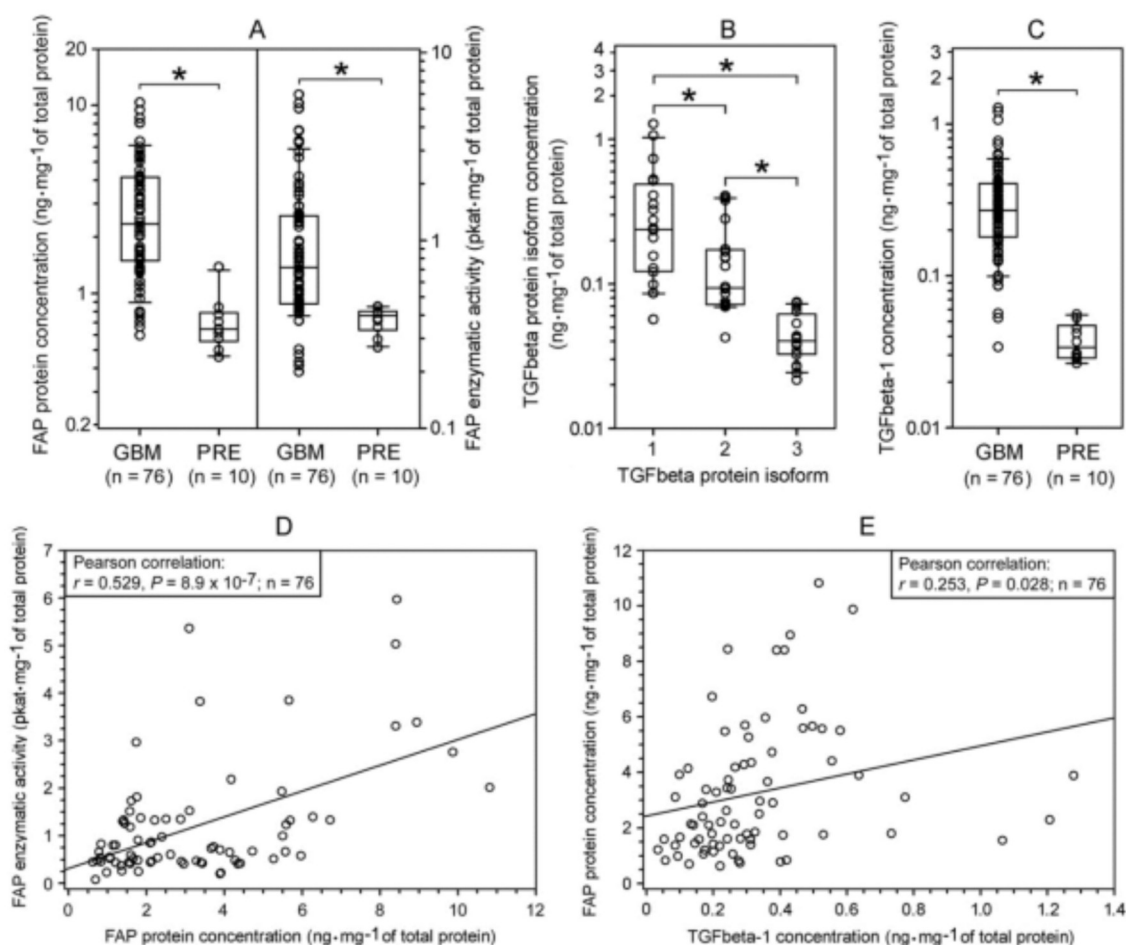 A
FAP protein concentration (ng·mg⁻¹ of total protein)
20
10
1
0.2
*
*
GBM
(n = 76)
PRE
(n = 10)
GBM
(n = 76)
PRE
(n = 10)
10
1
0.1
FAP enzymatic activity (pkat·mg⁻¹ of total protein)
B
TGFbeta protein isoform concentration
(ng·mg⁻¹ of total protein)
4
3
2
1
0.1
0.01
*
*
*
1 2 3
TGFbeta protein isoform
C
TGFbeta-1 concentration (ng·mg⁻¹ of total protein)
3
2
1
0.1
0.01
*
GBM
(n = 76)
PRE
(n = 10)
D
FAP enzymatic activity (pkat·mg⁻¹ of total protein)
7
6
5
4
3
2
1
0
Pearson correlation:
r = 0.529, P = 8.9 x 10⁻⁷; n = 76
0 2 4 6 8 10 12
FAP protein concentration (ng·mg⁻¹ of total protein)
E
FAP protein concentration (ng·mg⁻¹ of total protein)
12
10
8
6
4
2
0
Pearson correlation:
r = 0.253, P = 0.028; n = 76
0 0.2 0.4 0.6 0.8 1.0 1.2 1.4
TGFbeta-1 concentration (ng·mg⁻¹ of total protein)